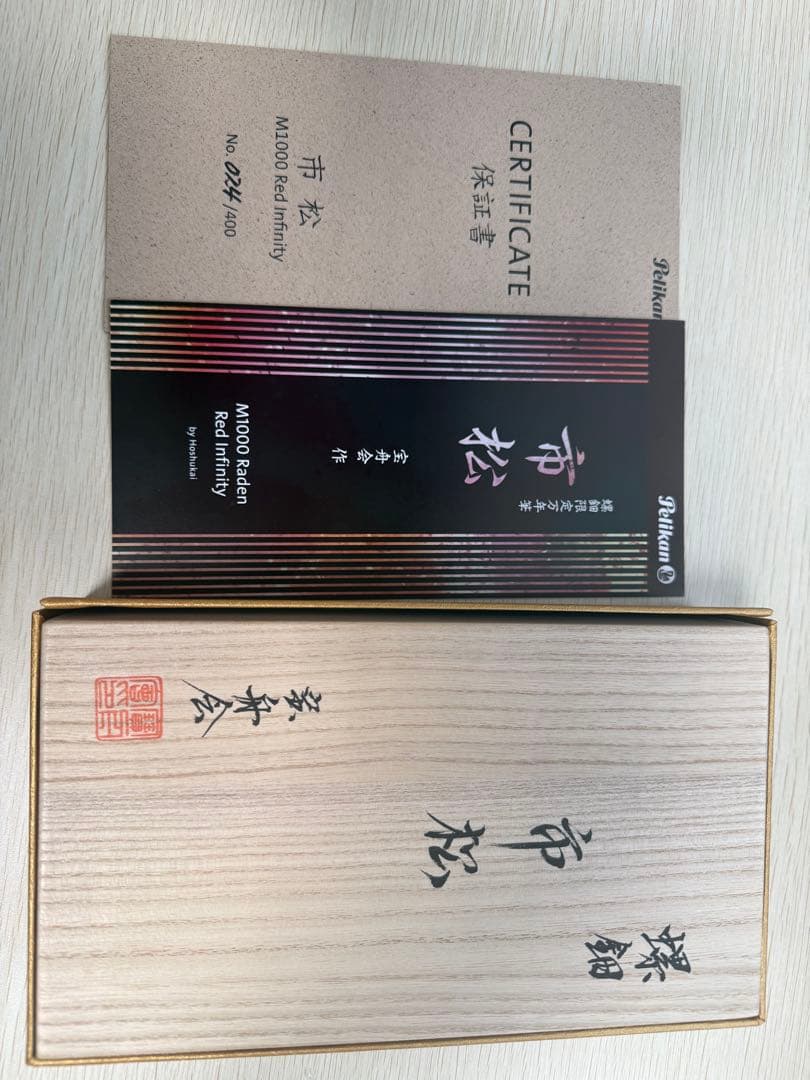 Pelikan
CERTIFICATE
保証書
市松
M1000 Red Infinity
No. 024/400
Pelikan
螺鈿限定万年筆
市松
宝舟会 作
M1000 Raden
Red Infinity
by Hoshukai
螺鈿
市松
宝舟会